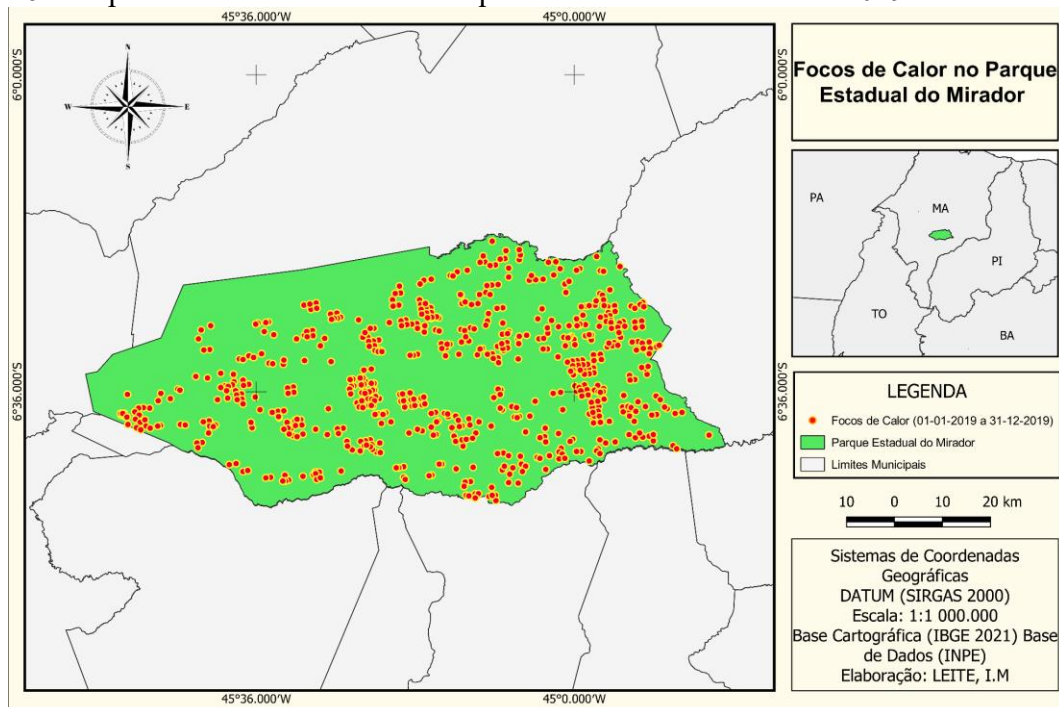 45°36.000'W 45°0.000'W
6°0.000'S 6°0.000'S
N
W E
S
6°36.000'S 6°36.000'S
45°36.000'W 45°0.000'W
Focos de Calor no Parque
Estadual do Mirador
PA
MA
PI
TO
BA
LEGENDA
Focos de Calor (01-01-2019 a 31-12-2019)
Parque Estadual do Mirador
Limites Municipais
10 0 10 20 km
Sistemas de Coordenadas
Geográficas
DATUM (SIRGAS 2000)
Escala: 1:1 000.000
Base Cartográfica (IBGE 2021) Base
de Dados (INPE)
Elaboração: LEITE, I.M